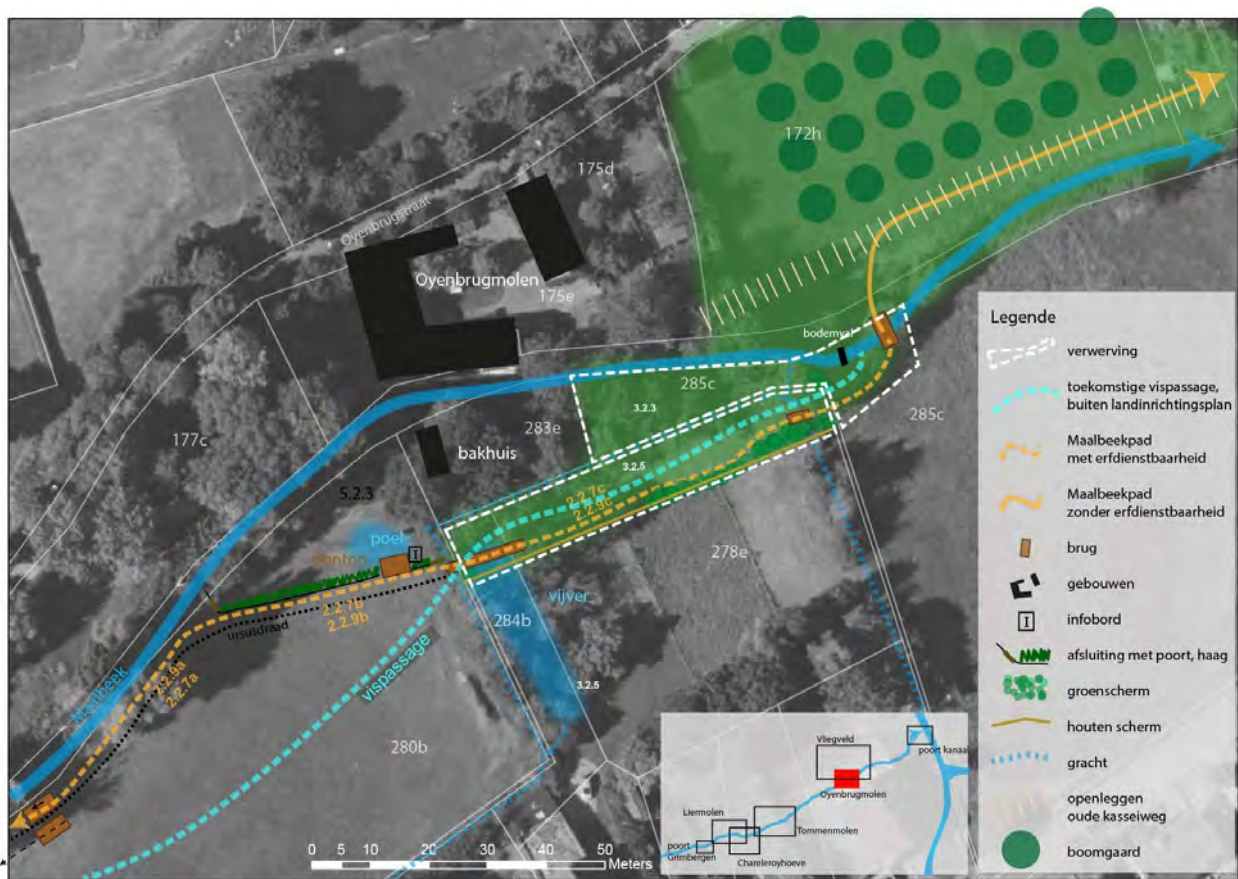 172h
175d
Oyenbrugstraat
Oyenbrugmolen
175e
bodemval
285c
3.2.3
285c
177c
283e
bakhuis
3.2.5
5.2.3
2.2.7c
2.2.9c
poel
I
278e
2.2.7b
2.2.9b
ursusdraad
284b
vijver
3.2.5
Maalbeek
2.2.9a
2.2.7a
vispassage
280b
0 5 10 20 30 40 50
Meters
Legende
verwerving
toekomstige vispassage,
buiten landinrichtingsplan
Maalbeekpad
met erfdienstbaarheid
Maalbeekpad
zonder erfdienstbaarheid
brug
gebouwen
I
infobord
afsluiting met poort, haag
groenscherm
houten scherm
gracht
openleggen
oude kasseiweg
boomgaard
Vliegveld
poort kanaal
Oyenbrugmolen
Liermolen
Tommenmolen
poort
Grimbergen
Chareleroyhoeve